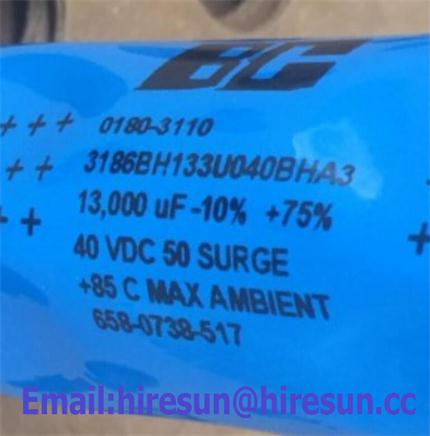 BC
+++ 0180-3110
++ 3186BH133U040BHA3
++ 13,000 uF -10% +75% +
40 VDC 50 SURGE
+85 C MAX AMBIENT
658-0738-517
Email:hiresun@hiresun.cc